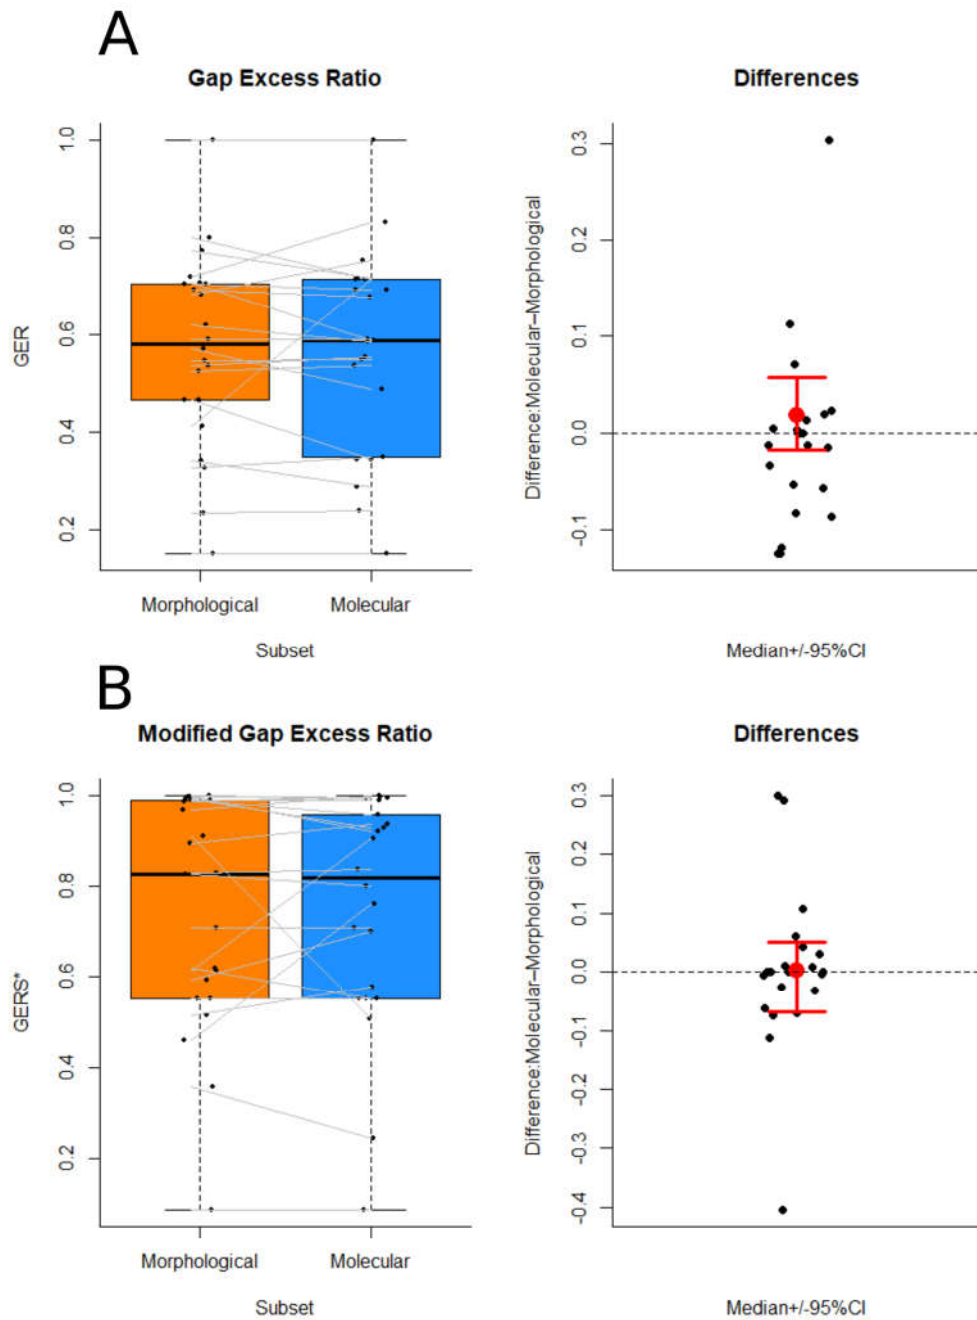 A
Gap Excess Ratio
Differences
GER
1.0
0.8
0.6
0.4
0.2
Morphological
Molecular
Subset
Difference:Molecular–Morphological
0.3
0.2
0.1
0.0
-0.1
Median+/-95%CI
B
Modified Gap Excess Ratio
Differences
GERS*
1.0
0.8
0.6
0.4
0.2
Morphological
Molecular
Subset
Difference:Molecular–Morphological
0.3
0.2
0.1
0.0
-0.1
-0.2
-0.3
-0.4
Median+/-95%CI